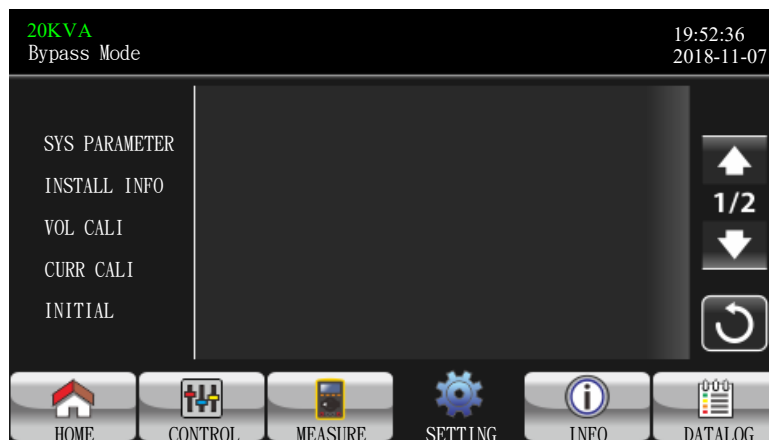 20KVA
Bypass Mode
19:52:36
2018-11-07
SYS PARAMETER
INSTALL INFO
VOL CALI
CURR CALI
INITIAL
1/2
HOME
CONTROL
MEASURE
SETTING
INFO
DATALOG